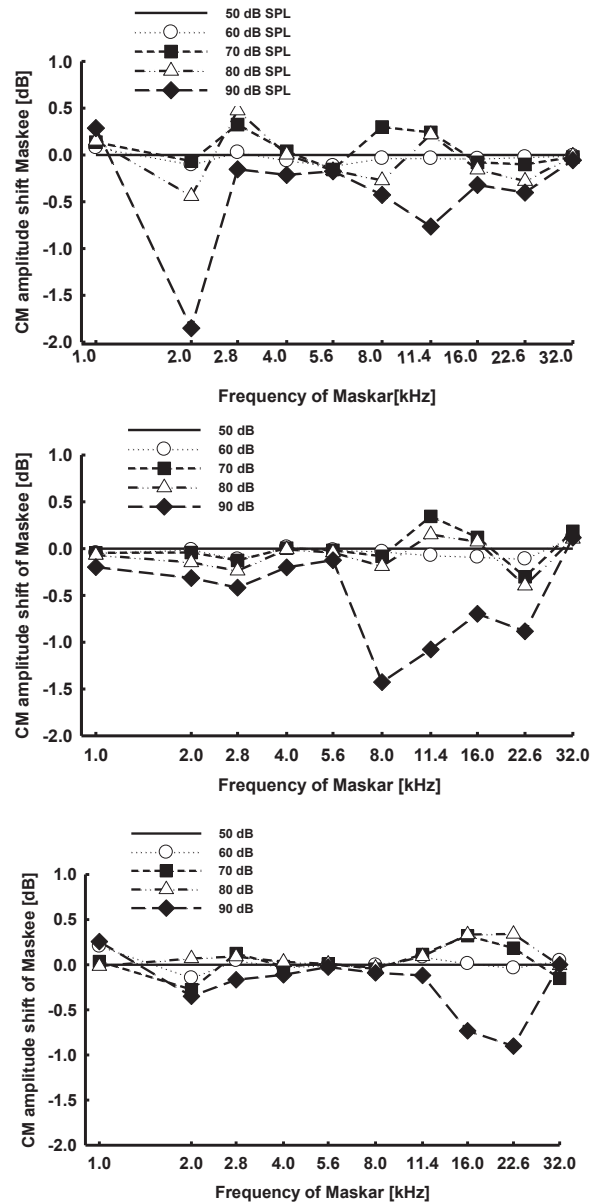 50 dB SPL
60 dB SPL
70 dB SPL
80 dB SPL
90 dB SPL
CM amplitude shift Maskee [dB]
1.0
0.5
0.0
-0.5
-1.0
-1.5
-2.0
1.0 2.0 2.8 4.0 5.6 8.0 11.4 16.0 22.6 32.0
Frequency of Maskar[kHz]
50 dB
60 dB
70 dB
80 dB
90 dB
CM amplitude shift of Maskee [dB]
1.0
0.5
0.0
-0.5
-1.0
-1.5
-2.0
1.0 2.0 2.8 4.0 5.6 8.0 11.4 16.0 22.6 32.0
Frequency of Maskar [kHz]
50 dB
60 dB
70 dB
80 dB
90 dB
CM amplitude shift of Maskee [dB]
1.0
0.5
0.0
-0.5
-1.0
-1.5
-2.0
1.0 2.0 2.8 4.0 5.6 8.0 11.4 16.0 22.6 32.0
Frequency of Maskar [kHz]